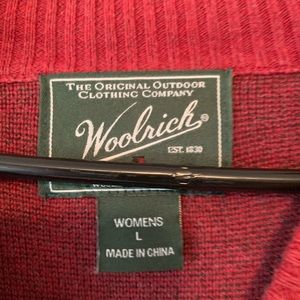 THE ORIGINAL OUTDOOR
CLOTHING COMPANY
Woolrich®
EST. 1830
WOMENS
L
MADE IN CHINA